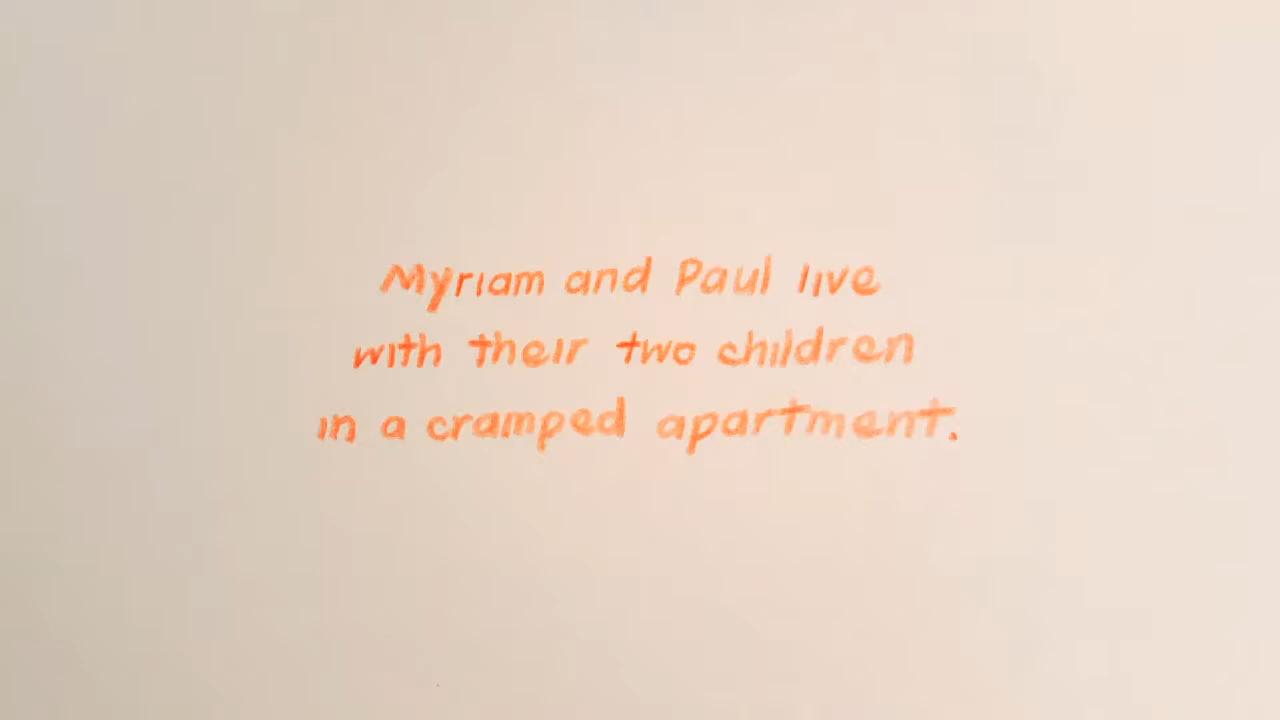 Myriam and Paul live
with their two children
in a cramped apartment.